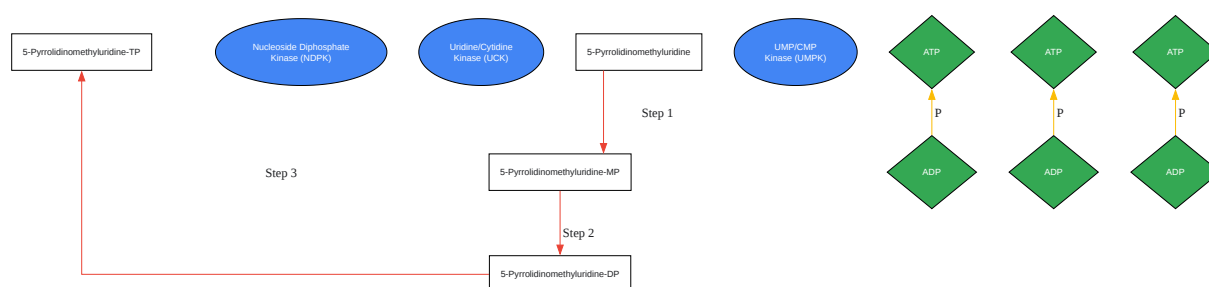 5-Pyrrolidinomethyluridine-TP
Nucleoside Diphosphate
Kinase (NDPK)
Uridine/Cytidine
Kinase (UCK)
5-Pyrrolidinomethyluridine
UMP/CMP
Kinase (UMPK)
ATP
ATP
ATP
Step 1
P
P
P
Step 3
5-Pyrrolidinomethyluridine-MP
ADP
ADP
ADP
Step 2
5-Pyrrolidinomethyluridine-DP